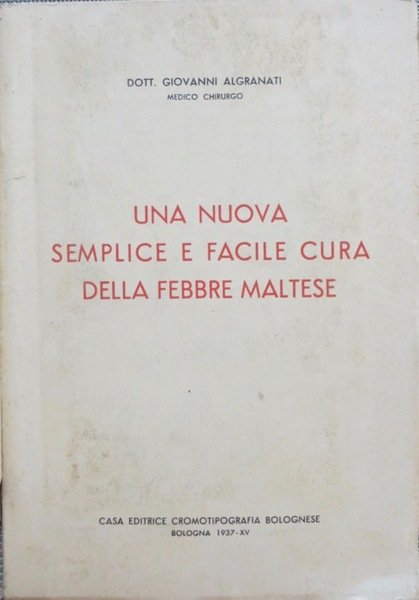 DOTT. GIOVANNI ALGRANATI
MEDICO CHIRURGO
UNA NUOVA
SEMPLICE E FACILE CURA
DELLA FEBBRE MALTESE
CASA EDITRICE CROMOTIPOGRAFIA BOLOGNESE
BOLOGNA 1937-XV